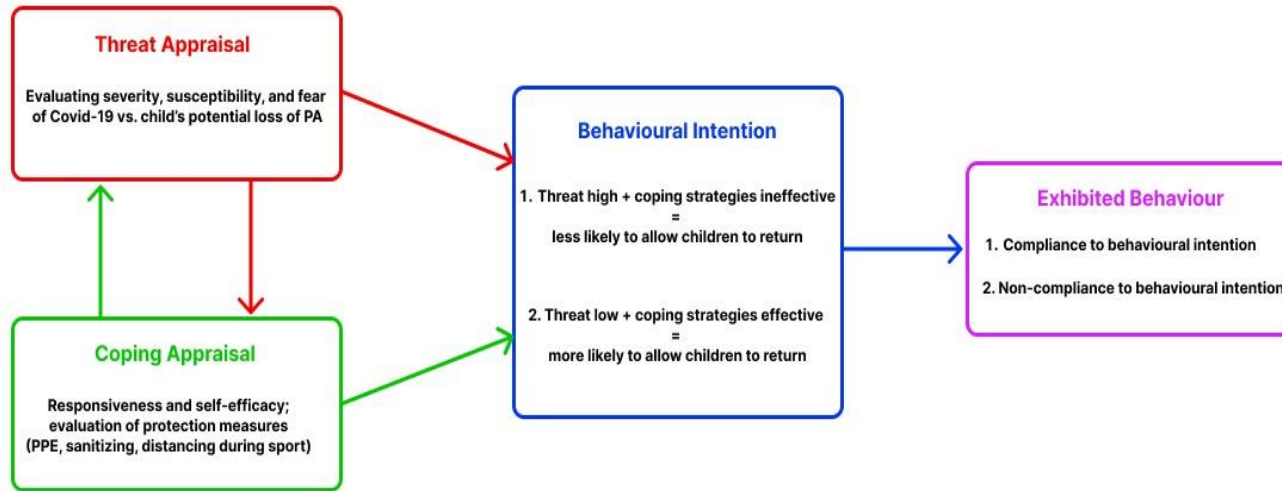 Threat Appraisal
Evaluating severity, susceptibility, and fear
of Covid-19 vs. child's potential loss of PA
Coping Appraisal
Responsiveness and self-efficacy;
evaluation of protection measures
(PPE, sanitizing, distancing during sport)
Behavioural Intention
1. Threat high + coping strategies ineffective
=
less likely to allow children to return
2. Threat low + coping strategies effective
=
more likely to allow children to return
Exhibited Behaviour
1. Compliance to behavioural intention
2. Non-compliance to behavioural intention